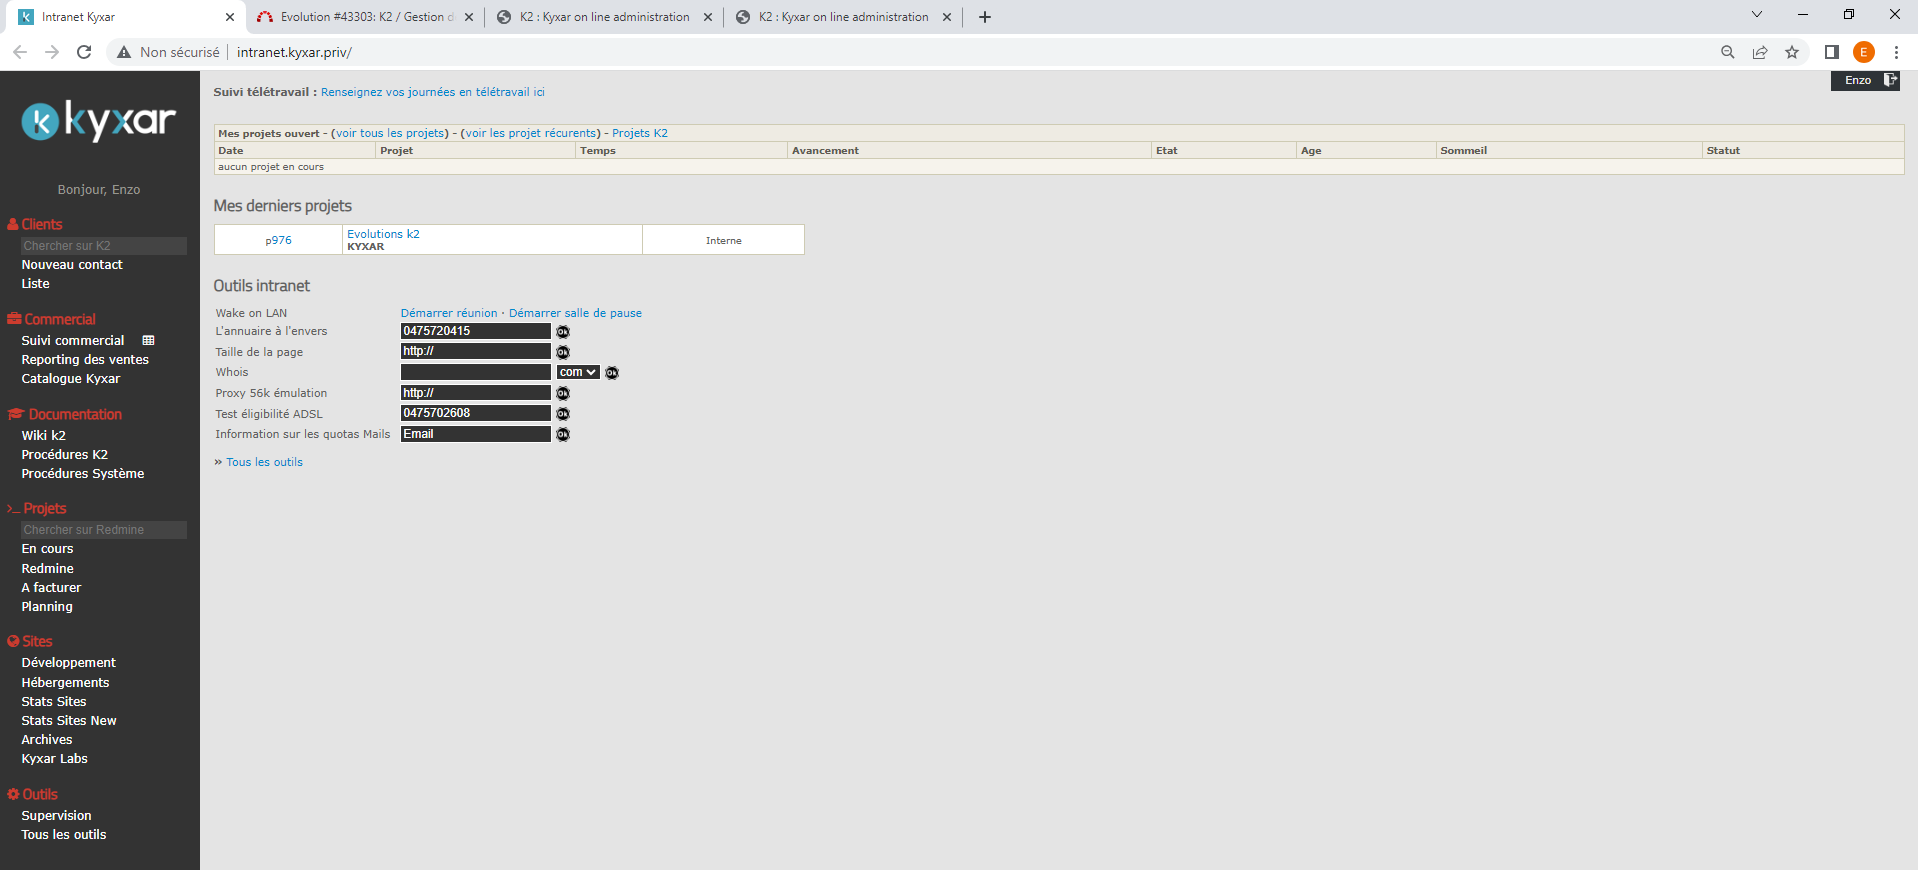 Intranet Kyxar
Evolution #43303: K2 / Gestion d
K2 : Kyxar on line administration
K2 : Kyxar on line administration
Non sécurisé
intranet.kyxar.priv/
E
kyxar
Bonjour, Enzo
Clients
Chercher sur K2
Nouveau contact
Liste
Commercial
Suivi commercial
Reporting des ventes
Catalogue Kyxar
Documentation
Wiki k2
Procédures K2
Procédures Système
Projets
Chercher sur Redmine
En cours
Redmine
A facturer
Planning
Sites
Développement
Hébergements
Stats Sites
Stats Sites New
Archives
Kyxar Labs
Outils
Supervision
Tous les outils
Enzo
Suivi télétravail : Renseignez vos journées en télétravail ici
Mes projets ouvert - (voir tous les projets) - (voir les projet récurents) - Projets K2
Date Projet Temps Avancement Etat Age Sommeil Statut
aucun projet en cours
Mes derniers projets
p976 Evolutions k2 Interne
KYXAR
Outils intranet
Wake on LAN Démarrer réunion · Démarrer salle de pause
L'annuaire à l'envers 0475720415 Ok
Taille de la page http:// Ok
Whois com Ok
Proxy 56k émulation http:// Ok
Test éligibilité ADSL 0475702608 Ok
Information sur les quotas Mails Email Ok
» Tous les outils